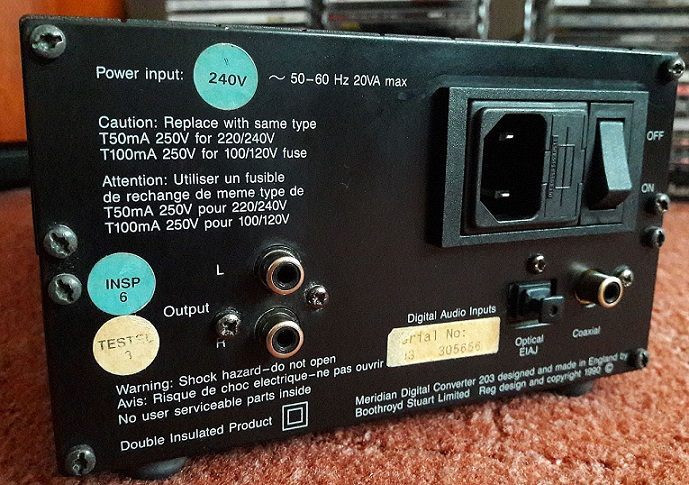 Power input: 240V ~ 50-60 Hz 20VA max
Caution: Replace with same type
T50mA 250V for 220/240V
T100mA 250V for 100/120V fuse
Attention: Utiliser un fusible
de rechange de meme type de
T50mA 250V pour 220/240V
T100mA 250V pour 100/120V
OFF
ON
INSP
6
Output
L
R
TESTED
3
Digital Audio Inputs
Serial No:
305656
Optical
EIAJ
Coaxial
Warning: Shock hazard-do not open
Avis: Risque de choc electrique-ne pas ouvrir
No user serviceable parts inside
Double Insulated Product
Meridian Digital Converter 203 designed and made in England by
Boothroyd Stuart Limited Reg design and copyright 1990 ©